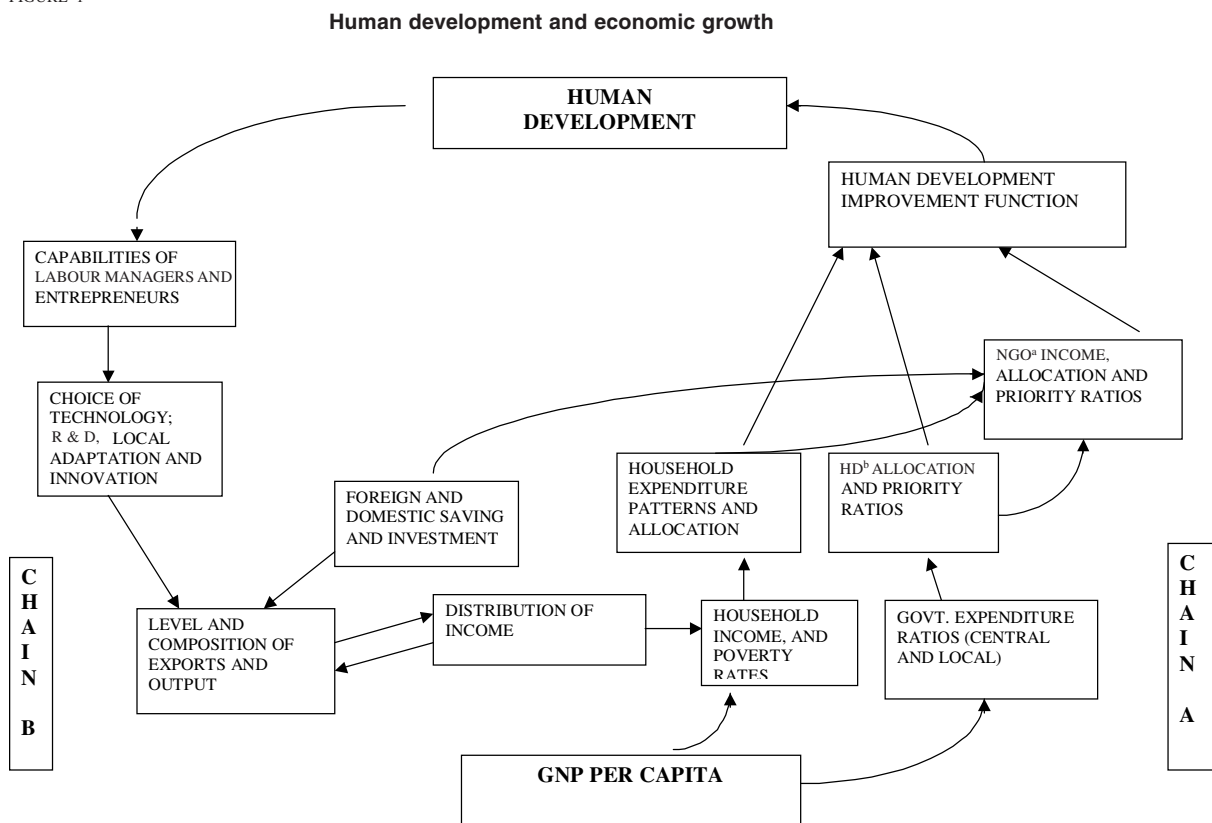 Human development and economic growth
HUMAN
DEVELOPMENT
HUMAN DEVELOPMENT
IMPROVEMENT FUNCTION
CAPABILITIES OF
LABOUR MANAGERS AND
ENTREPRENEURS
NGOa INCOME,
ALLOCATION AND
PRIORITY RATIOS
CHOICE OF
TECHNOLOGY;
R & D, LOCAL
ADAPTATION AND
INNOVATION
FOREIGN AND
DOMESTIC SAVING
AND INVESTMENT
HOUSEHOLD
EXPENDITURE
PATTERNS AND
ALLOCATION
HDb ALLOCATION
AND PRIORITY
RATIOS
C
H
A
I
N
B
LEVEL AND
COMPOSITION OF
EXPORTS AND
OUTPUT
DISTRIBUTION OF
INCOME
HOUSEHOLD
INCOME, AND
POVERTY
RATES
GOVT. EXPENDITURE
RATIOS (CENTRAL
AND LOCAL)
C
H
A
I
N
A
GNP PER CAPITA